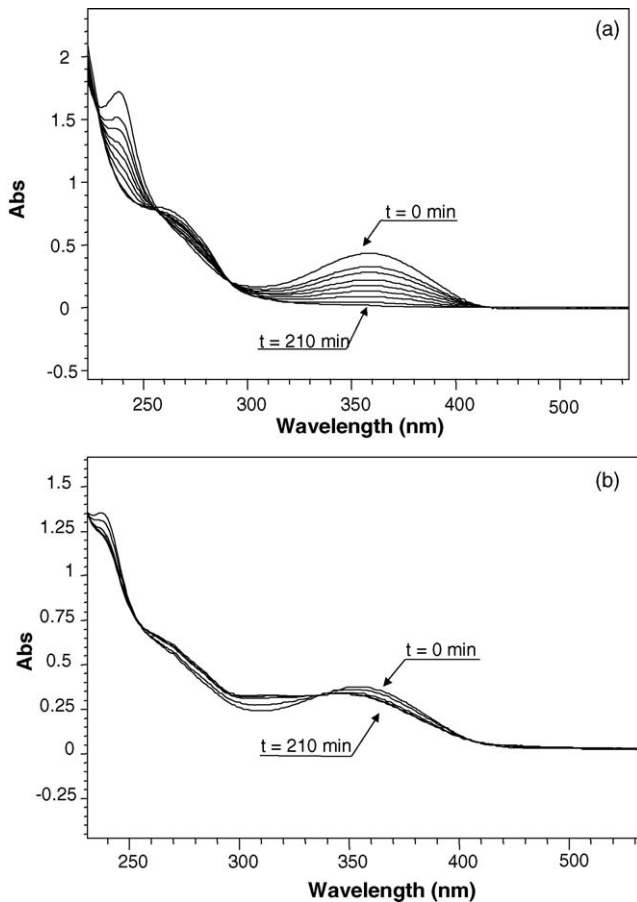 (a)
2
1.5
1
0.5
0
-0.5
Abs
t = 0 min
t = 210 min
250 300 350 400 500
Wavelength (nm)
(b)
1.5
1.25
1
0.75
0.5
0.25
0
-0.25
Abs
t = 0 min
t = 210 min
250 300 350 400 500
Wavelength (nm)